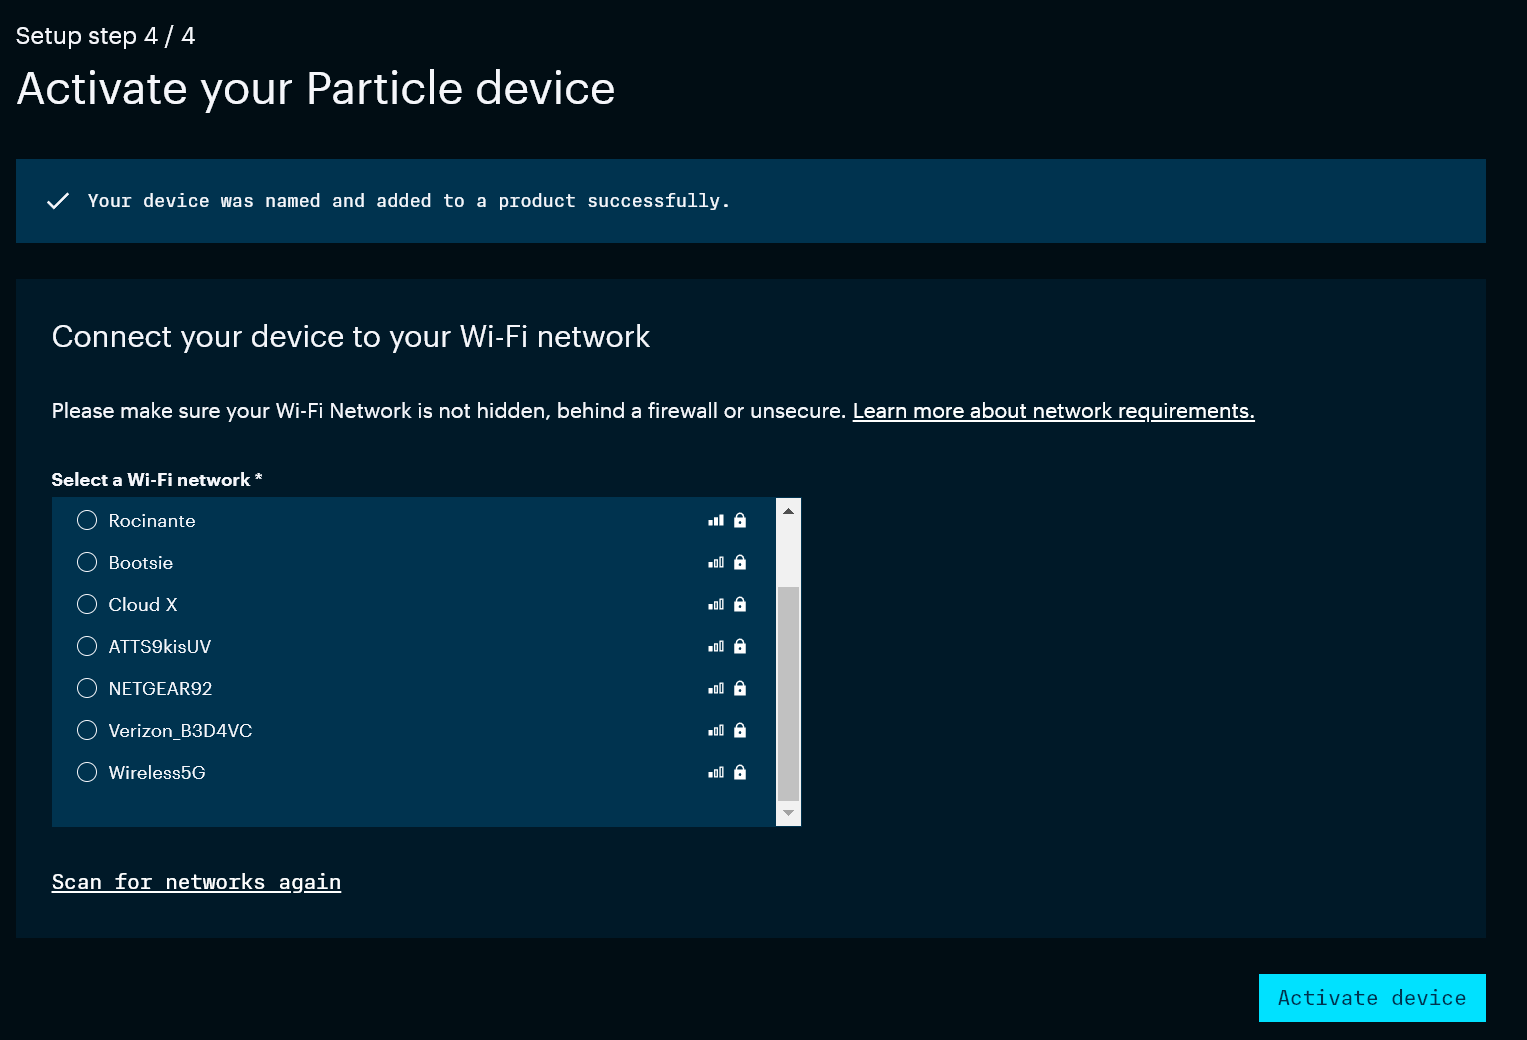 Setup step 4 / 4
Activate your Particle device
Your device was named and added to a product successfully.
Connect your device to your Wi-Fi network
Please make sure your Wi-Fi Network is not hidden, behind a firewall or unsecure. Learn more about network requirements.
Select a Wi-Fi network *
Rocinante
Bootsie
Cloud X
ATTS9kisUV
NETGEAR92
Verizon_B3D4VC
Wireless5G
Scan for networks again
Activate device